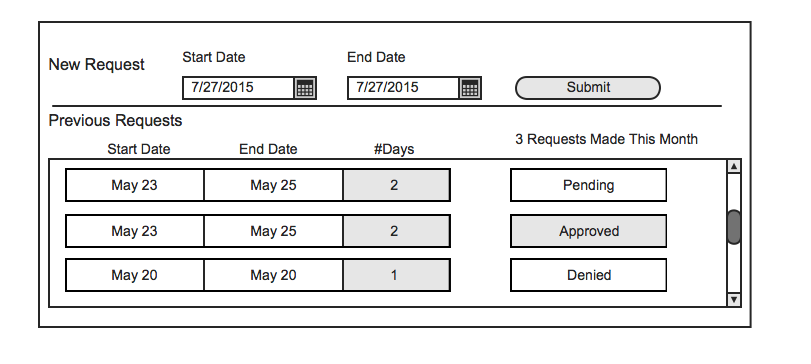 Start Date End Date
New Request
7/27/2015 7/27/2015 Submit
Previous Requests
3 Requests Made This Month
Start Date End Date #Days
May 23 May 25 2 Pending
May 23 May 25 2 Approved
May 20 May 20 1 Denied